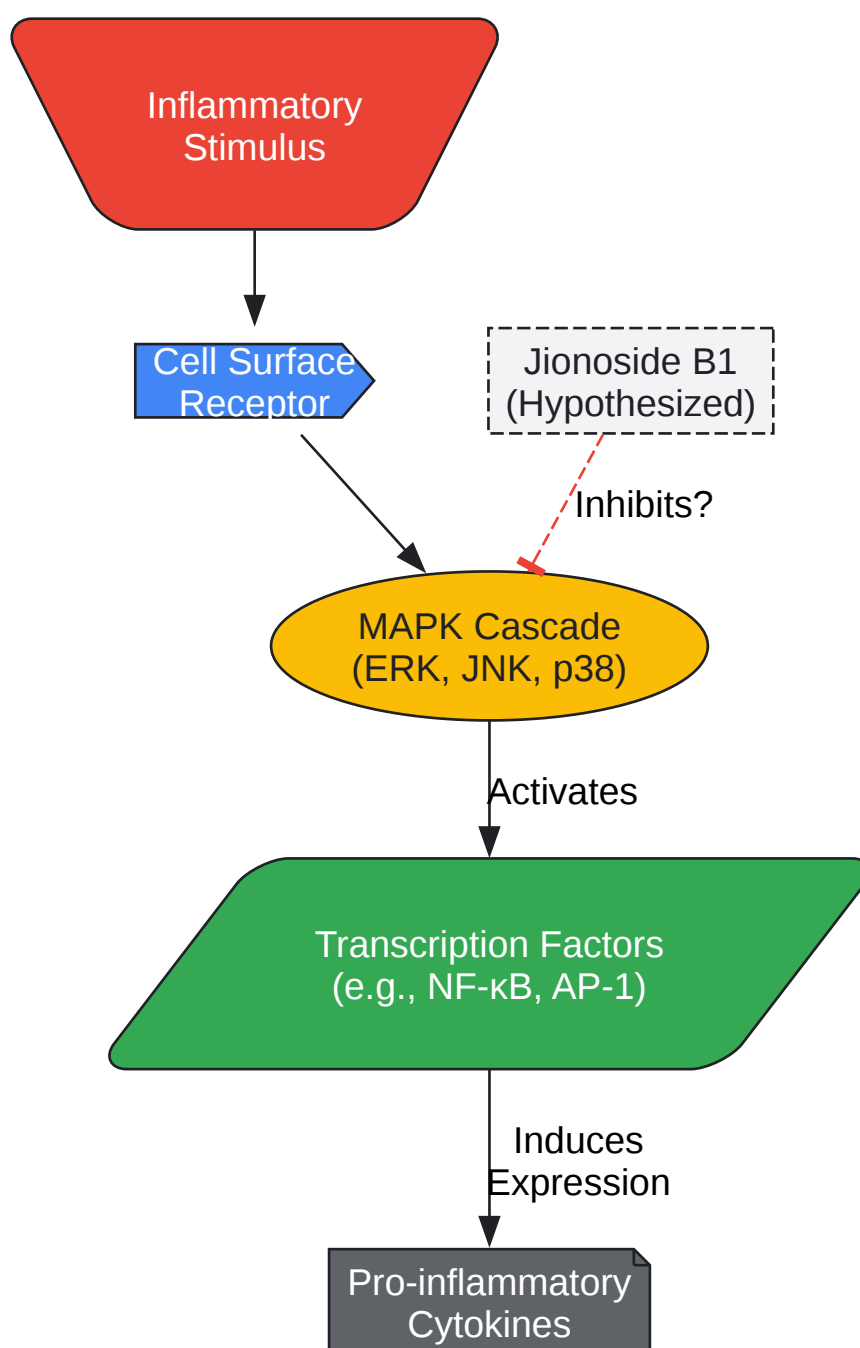 Inflammatory
Stimulus
Cell Surface
Receptor
Jionoside B1
(Hypothesized)
Inhibits?
MAPK Cascade
(ERK, JNK, p38)
Activates
Transcription Factors
(e.g., NF-κB, AP-1)
Induces
Expression
Pro-inflammatory
Cytokines